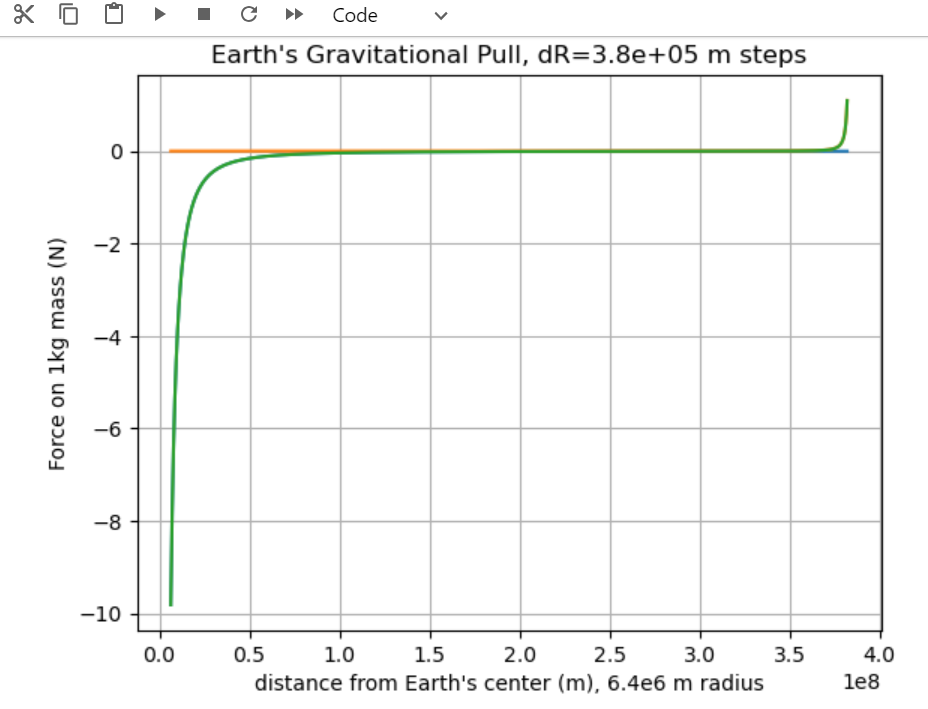 Code
Earth's Gravitational Pull, dR=3.8e+05 m steps
Force on 1kg mass (N)
0
−2
−4
−6
−8
−10
0.0 0.5 1.0 1.5 2.0 2.5 3.0 3.5 4.0
distance from Earth's center (m), 6.4e6 m radius 1e8